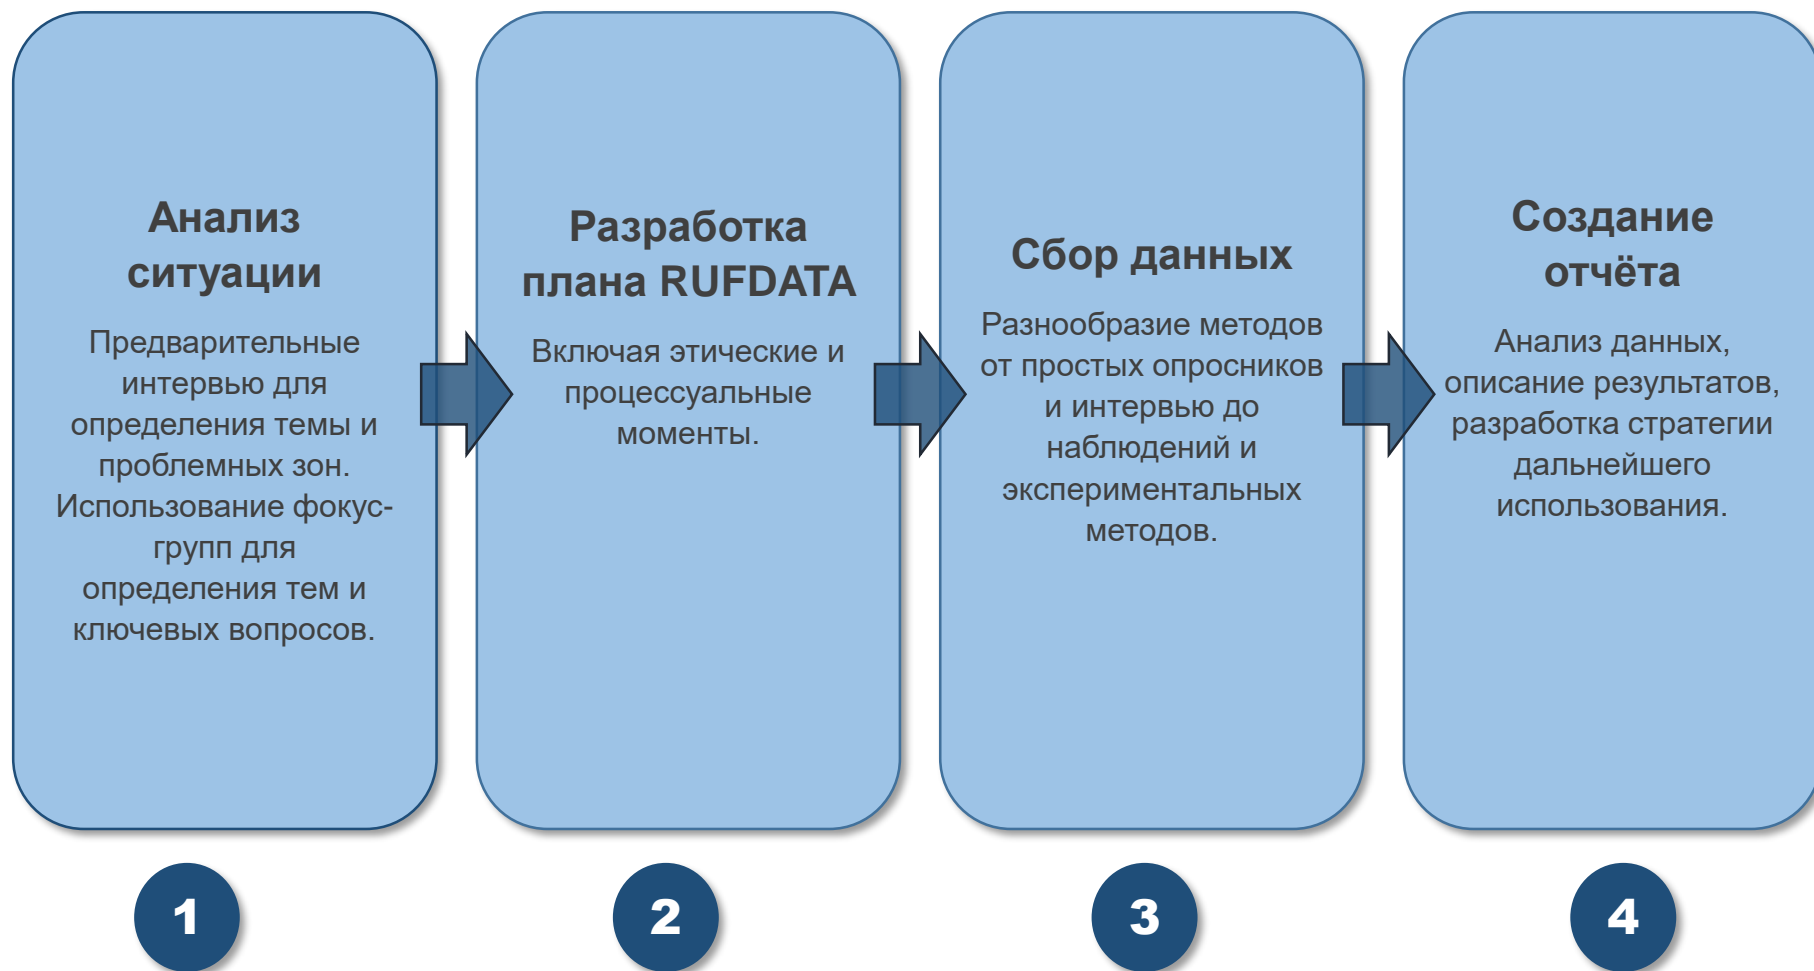 Анализ
ситуации
Предварительные
интервью для
определения темы и
проблемных зон.
Использование фокус-
групп для
определения тем и
ключевых вопросов.
Разработка
плана RUFDATA
Включая этические и
процессуальные
моменты.
Сбор данных
Разнообразие методов
от простых опросников
и интервью до
наблюдений и
экспериментальных
методов.
Создание
отчёта
Анализ данных,
описание результатов,
разработка стратегии
дальнейшего
использования.
1
2
3
4